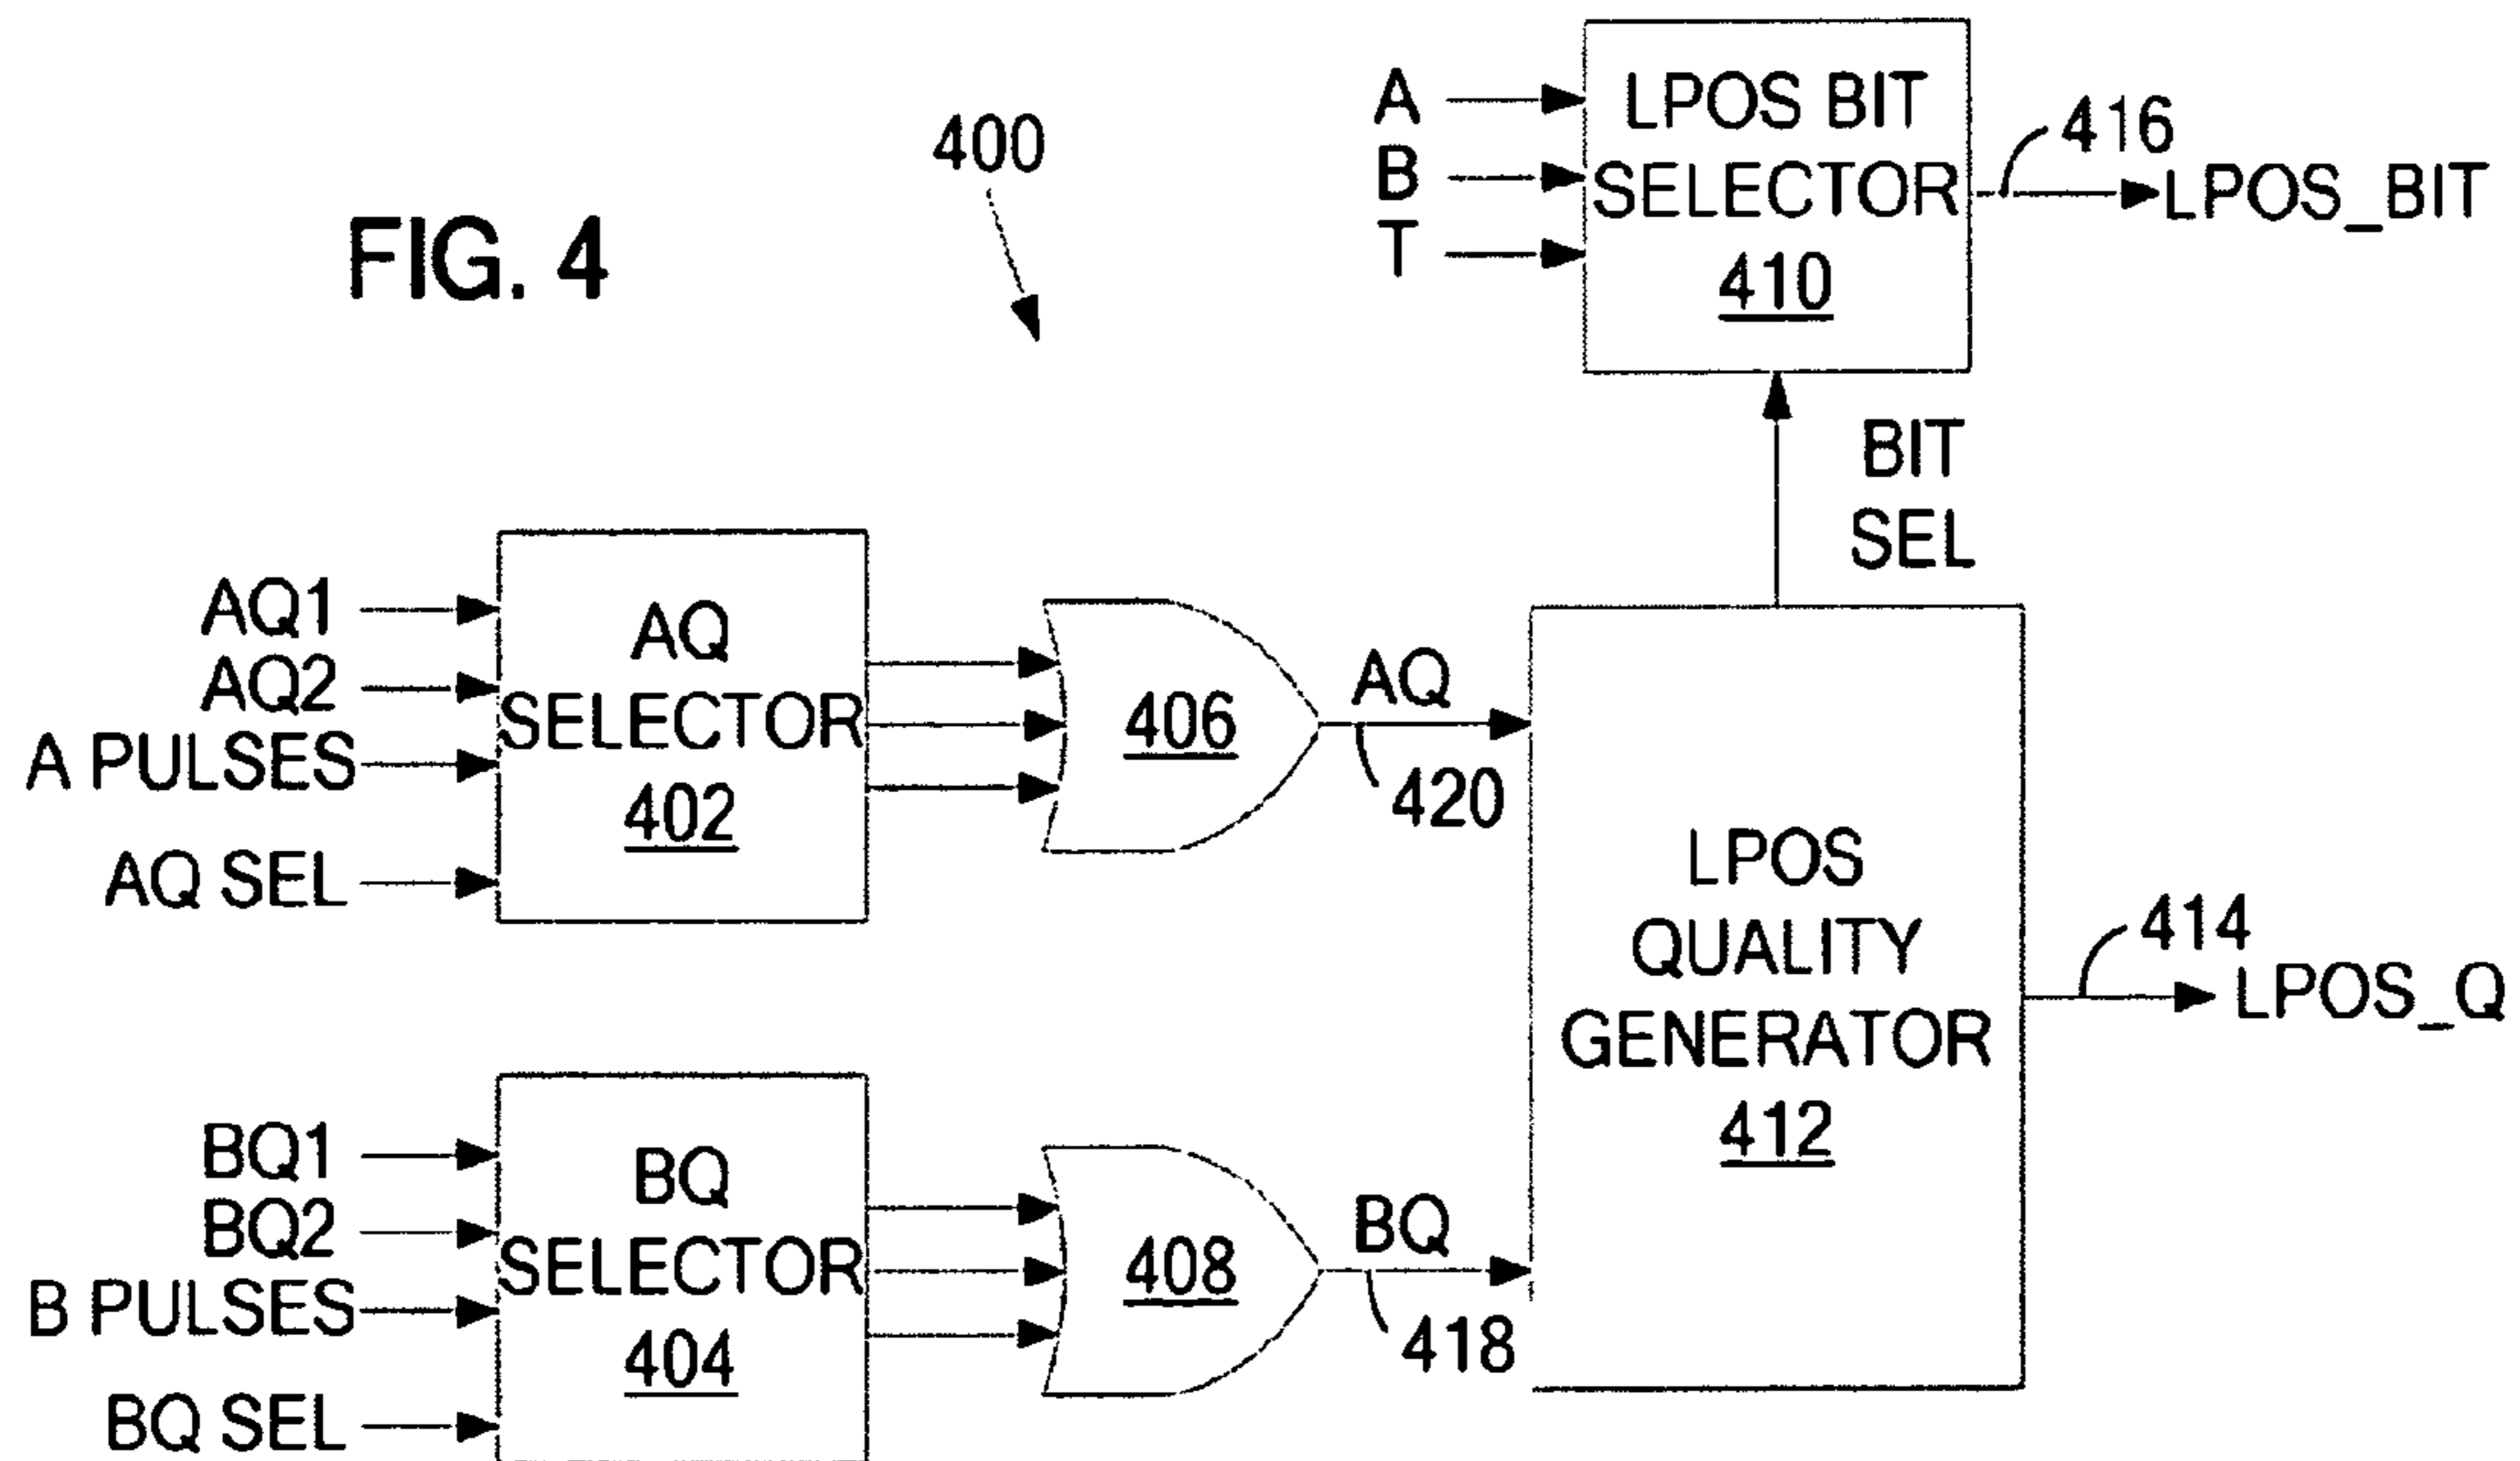 FIG. 4
400
A
B
T
LPOS BIT
SELECTOR
410
416
LPOS_BIT
BIT
SEL
AQ1
AQ2
A PULSES
AQ SEL
AQ
SELECTOR
402
406
AQ
420
BQ1
BQ2
B PULSES
BQ SEL
BQ
SELECTOR
404
408
BQ
418
LPOS
QUALITY
GENERATOR
412
414
LPOS_Q